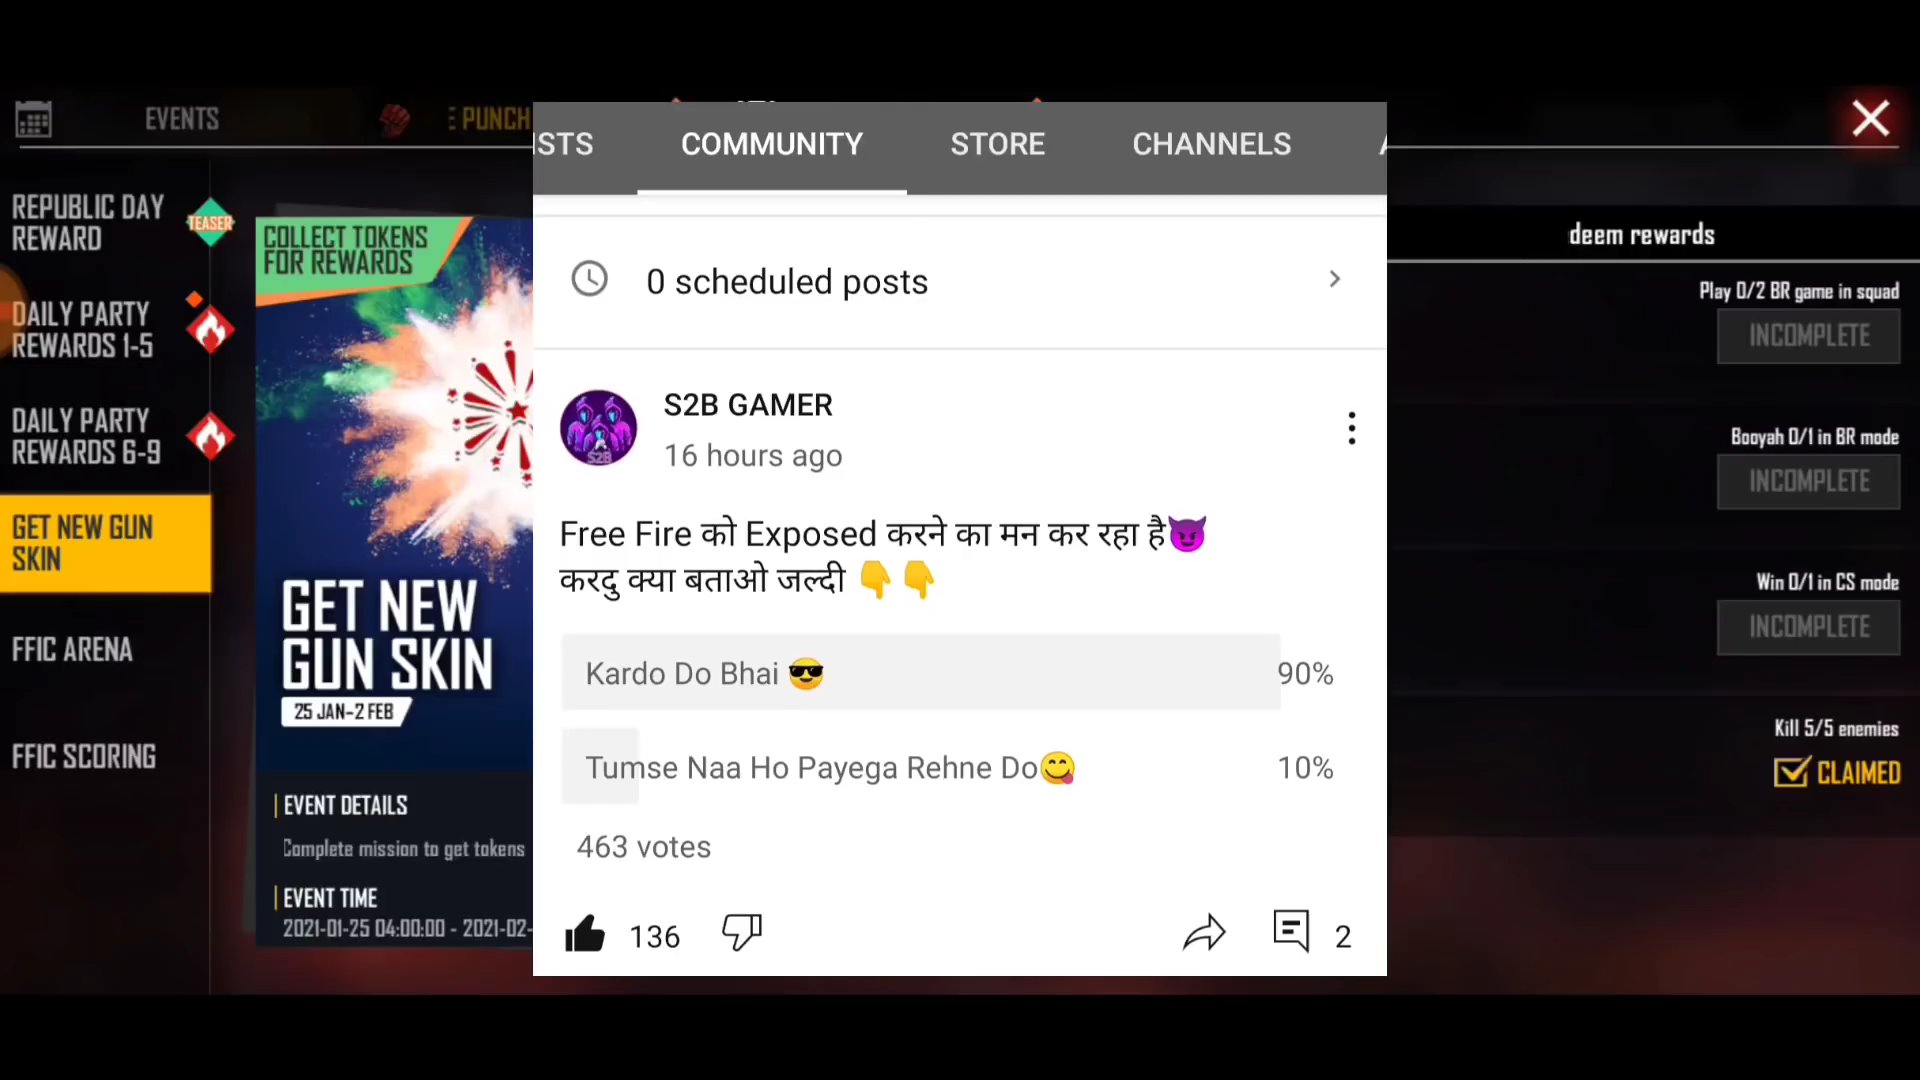 EVENTS
PUNCH
REPUBLIC DAY
REWARD
TEASER
DAILY PARTY
REWARDS 1-5
DAILY PARTY
REWARDS 6-9
GET NEW GUN
SKIN
FFIC ARENA
FFIC SCORING
COLLECT TOKENS
FOR REWARDS
GET NEW
GUN SKIN
25 JAN-2 FEB
EVENT DETAILS
Complete mission to get tokens
EVENT TIME
2021-01-25 04:00:00 - 2021-02-
ISTS COMMUNITY STORE CHANNELS A
0 scheduled posts
S2B GAMER
16 hours ago
S2B
Free Fire को Exposed करने का मन कर रहा है😈
करदु क्या बताओ जल्दी 👇👇
Kardo Do Bhai 😎 90%
Tumse Naa Ho Payega Rehne Do😋 10%
463 votes
136
2
deem rewards
Play 0/2 BR game in squad
INCOMPLETE
Booyah 0/1 in BR mode
INCOMPLETE
Win 0/1 in CS mode
INCOMPLETE
Kill 5/5 enemies
CLAIMED